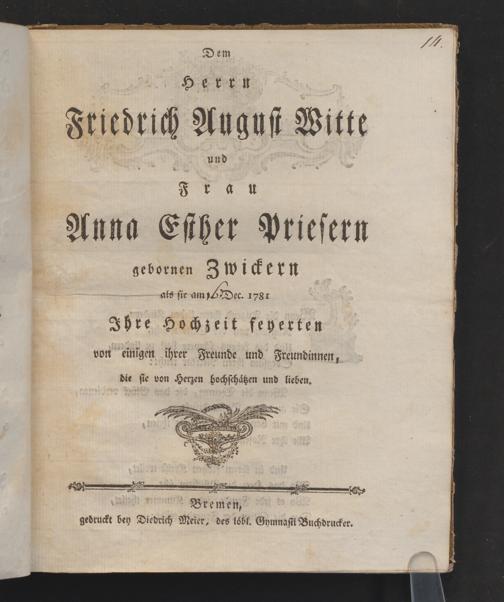 14.
Dem
Herrn
Friedrich August Witte
und
Frau
Anna Esther Priesern
gebornen Zwickern
als sie am 6 Dec. 1781
Ihre Hochzeit feyerten
von einigen ihrer Freunde und Freundinnen,
die sie von Herzen hochschätzen und lieben.
Bremen,
gedruckt bey Diedrich Meier, des löbl. Gymnasii Buchdrucker.